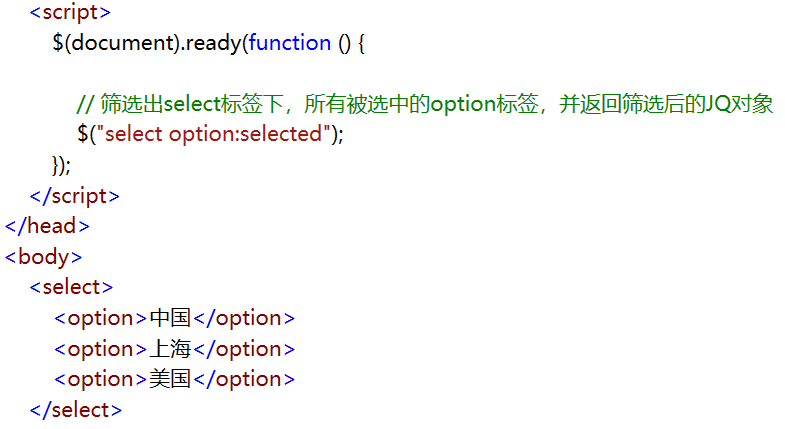 <script>
$(document).ready(function () {
// 筛选出select标签下，所有被选中的option标签，并返回筛选后的JQ对象
$("select option:selected");
});
</script>
</head>
<body>
<select>
<option>中国</option>
<option>上海</option>
<option>美国</option>
</select>